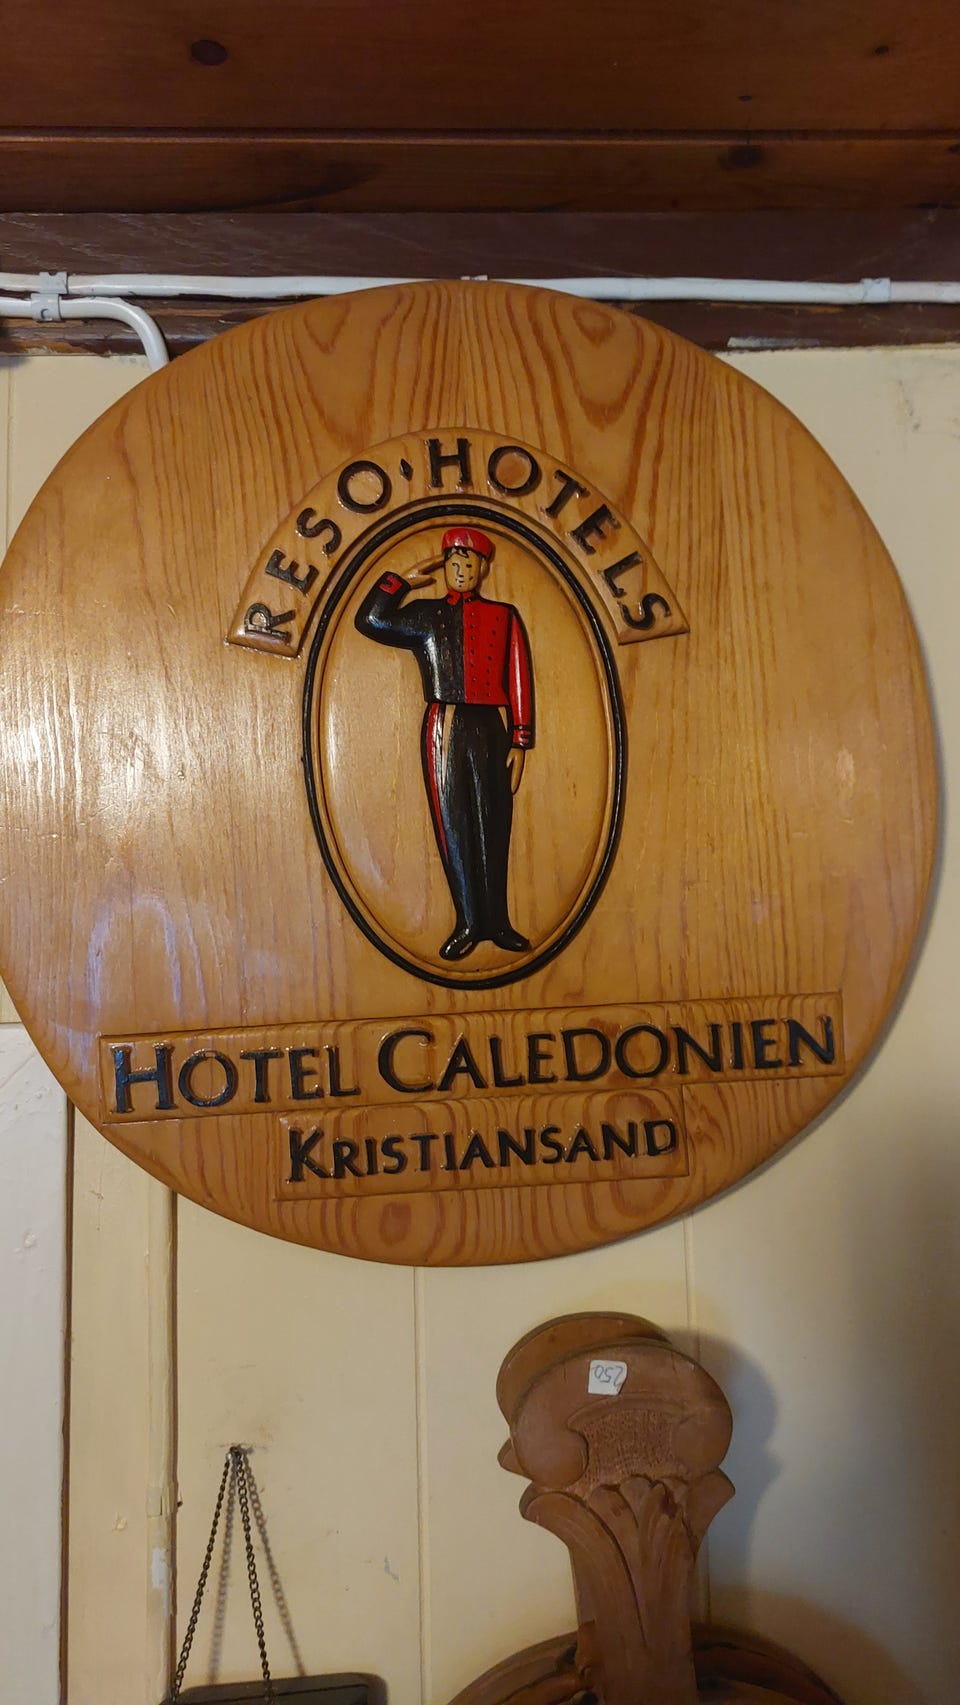 RESO·HOTELS
HOTEL CALEDONIEN
KRISTIANSAND
250